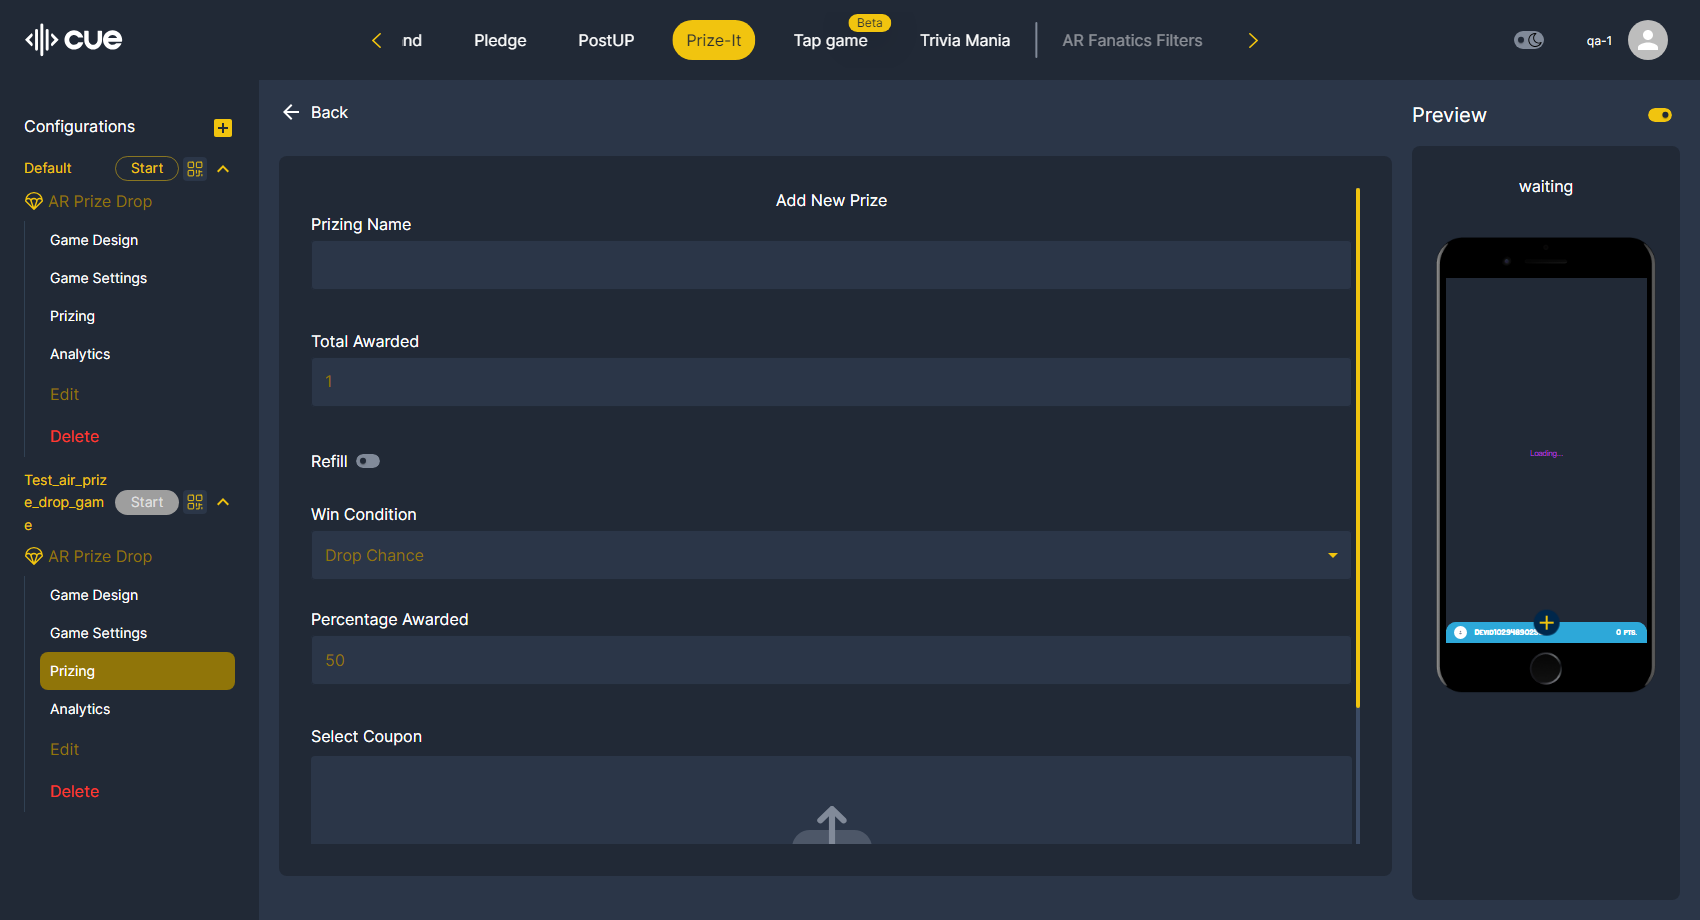 cue
nd
Pledge
PostUP
Prize-It
Beta
Tap game
Trivia Mania
AR Fanatics Filters
qa-1
Configurations
Default
Start
AR Prize Drop
Game Design
Game Settings
Prizing
Analytics
Edit
Delete
Test_air_priz
e_drop_gam
e
Start
AR Prize Drop
Game Design
Game Settings
Prizing
Analytics
Edit
Delete
Back
Add New Prize
Prizing Name
Total Awarded
1
Refill
Win Condition
Drop Chance
Percentage Awarded
50
Select Coupon
Preview
waiting
Loading...
0 PTS.